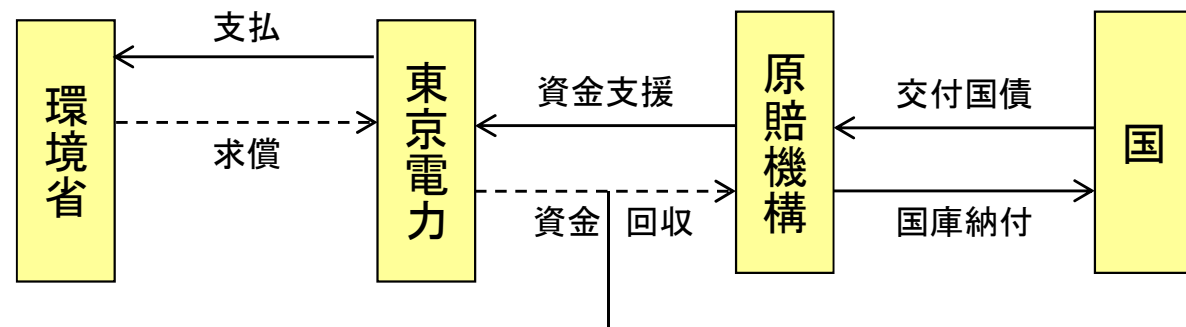 支払
環境省
求償
東京電力
資金支援
資金 回収
原賠機構
交付国債
国庫納付
国